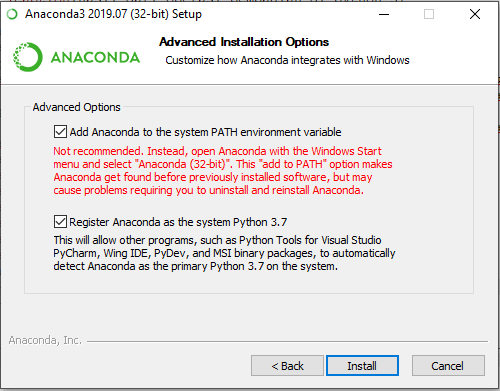 Anaconda3 2019.07 (32-bit) Setup
Advanced Installation Options
Customize how Anaconda integrates with Windows
ANACONDA
Advanced Options
Add Anaconda to the system PATH environment variable
Not recommended. Instead, open Anaconda with the Windows Start
menu and select "Anaconda (32-bit)". This "add to PATH" option makes
Anaconda get found before previously installed software, but may
cause problems requiring you to uninstall and reinstall Anaconda.
Register Anaconda as the system Python 3.7
This will allow other programs, such as Python Tools for Visual Studio
PyCharm, Wing IDE, PyDev, and MSI binary packages, to automatically
detect Anaconda as the primary Python 3.7 on the system.
Anaconda, Inc.
< Back
Install
Cancel